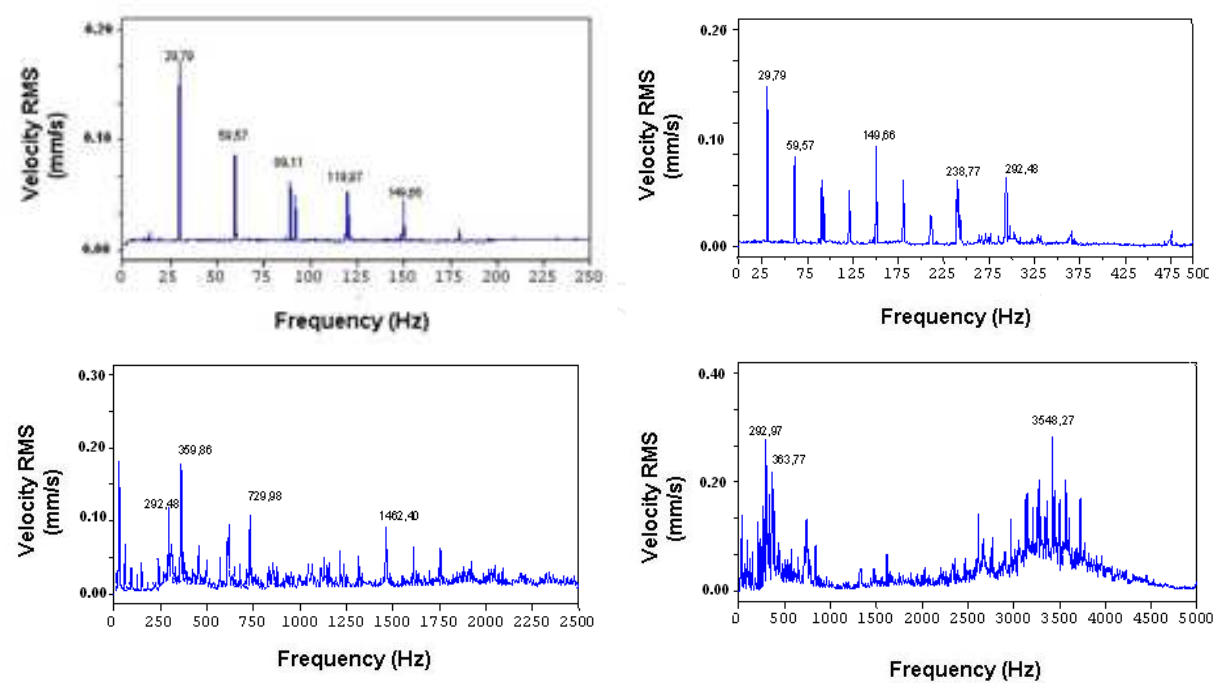 Velocity RMS
(mm/s)
0.20
0.10
0.00
29,79
59,57
89,11
119,87
149,66
0 25 50 75 100 125 150 175 200 225 250
Frequency (Hz)
Velocity RMS
(mm/s)
0.20
0.10
0.00
29,79
59,57
149,66
238,77
292,48
0 25 75 125 175 225 275 325 375 425 475 500
Frequency (Hz)
Velocity RMS
(mm/s)
0.30
0.20
0.10
0.00
292,48
359,86
729,98
1462,40
0 250 500 750 1000 1250 1500 1750 2000 2250 2500
Frequency (Hz)
Velocity RMS
(mm/s)
0.40
0.20
0.00
292,97
363,77
3548,27
0 500 1000 1500 2000 2500 3000 3500 4000 4500 5000
Frequency (Hz)